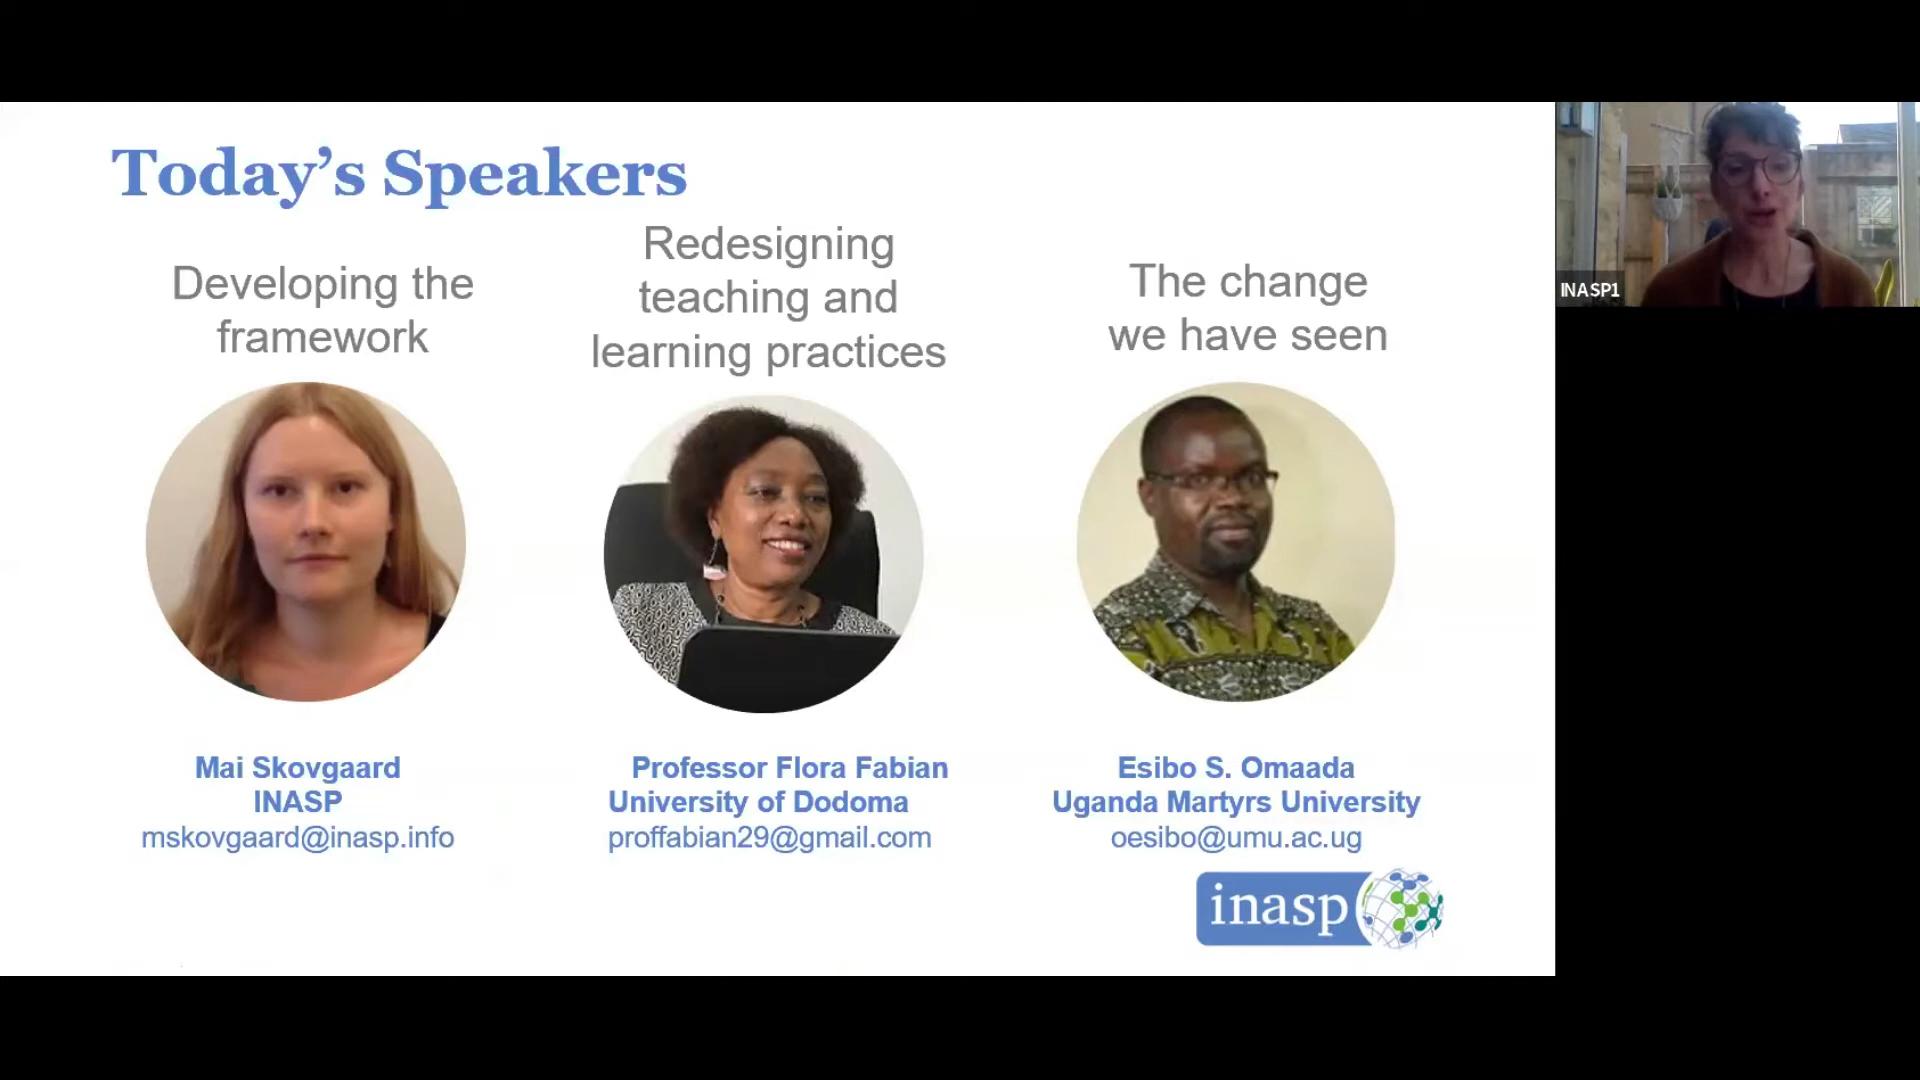 Today's Speakers
Developing the
framework
Redesigning
teaching and
learning practices
The change
we have seen
Mai Skovgaard
INASP
mskovgaard@inasp.info
Professor Flora Fabian
University of Dodoma
proffabian29@gmail.com
Esibo S. Omaada
Uganda Martyrs University
oesibo@umu.ac.ug
inasp
INASP1